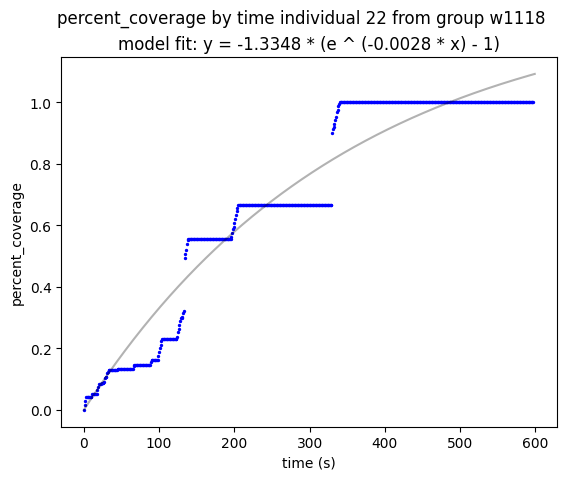 percent_coverage by time individual 22 from group w1118
model fit: y = -1.3348 * (e ^ (-0.0028 * x) - 1)
1.0
0.8
0.6
0.4
0.2
0.0
percent_coverage
0 100 200 300 400 500 600
time (s)